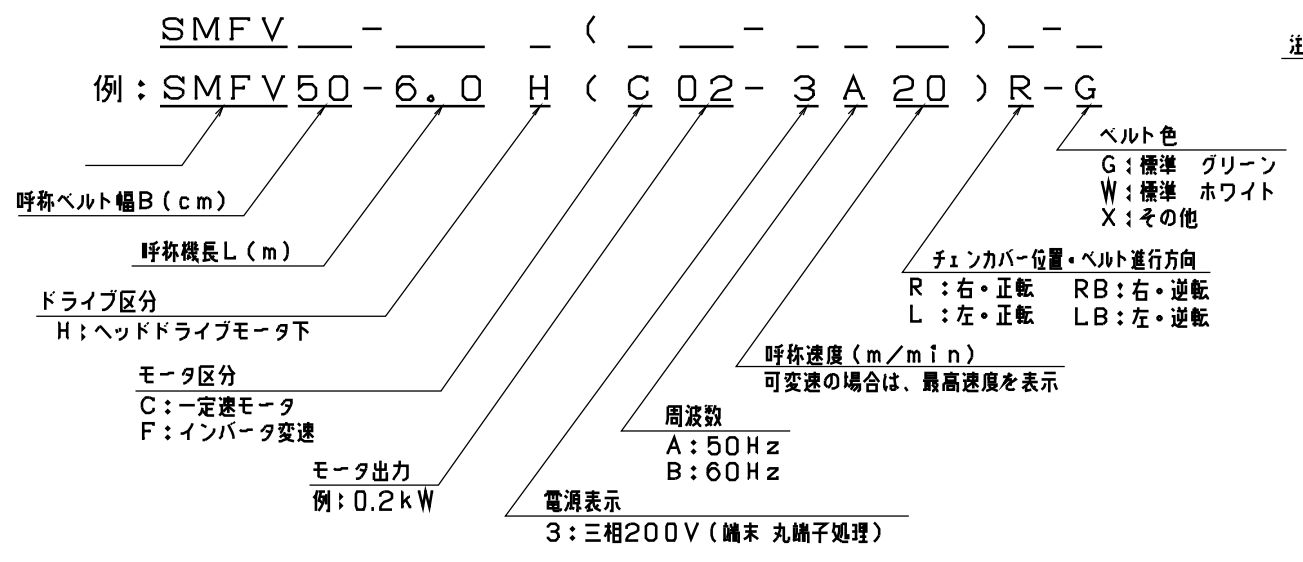 SMFV__-___ _(_ __-_ _ __)_-_
注
例:SMFV50-6.0 H(C02-3A20)R-G
ベルト色
G:標準 グリーン
W:標準 ホワイト
X:その他
呼称ベルト幅B(cm)
呼称機長L(m)
チェンカバー位置・ベルト進行方向
R:右・正転 RB:右・逆転
L:左・正転 LB:左・逆転
ドライブ区分
H:ヘッドドライブモータ下
呼称速度(m/min)
可変速の場合は、最高速度を表示
モータ区分
C:一定速モータ
F:インバータ変速
周波数
A:50Hz
B:60Hz
モータ出力
例:0.2kW
電源表示
3:三相200V(端末 丸端子処理)